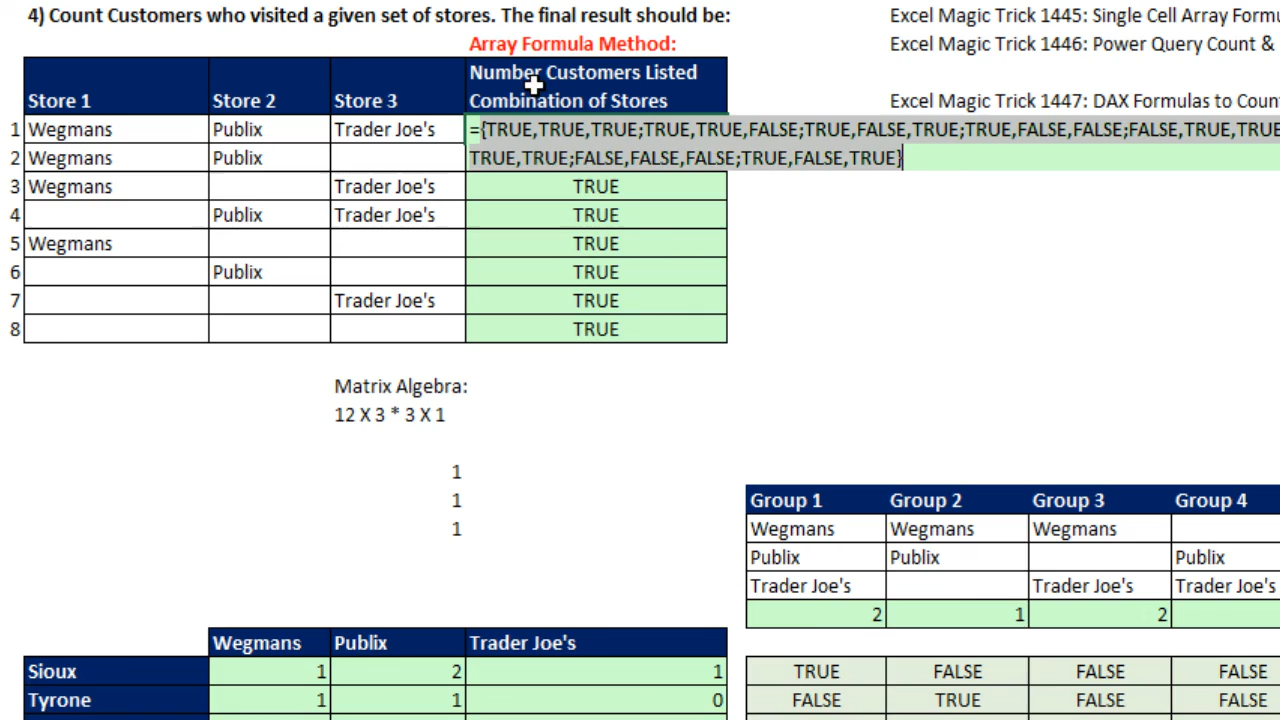 4) Count Customers who visited a given set of stores. The final result should be:
Excel Magic Trick 1445: Single Cell Array Formu
Array Formula Method:
Excel Magic Trick 1446: Power Query Count &
Store 1 Store 2 Store 3 Number Customers Listed
Combination of Stores
Excel Magic Trick 1447: DAX Formulas to Coun
1 Wegmans Publix Trader Joe's ={TRUE,TRUE,TRUE;TRUE,TRUE,FALSE;TRUE,FALSE,TRUE;TRUE,FALSE,FALSE;FALSE,TRUE,TRUE
2 Wegmans Publix TRUE,TRUE;FALSE,FALSE,FALSE;TRUE,FALSE,TRUE}
3 Wegmans Trader Joe's TRUE
4 Publix Trader Joe's TRUE
5 Wegmans TRUE
6 Publix TRUE
7 Trader Joe's TRUE
8 TRUE
Matrix Algebra:
12 X 3 * 3 X 1
1
1
1
Group 1 Group 2 Group 3 Group 4
Wegmans Wegmans Wegmans
Publix Publix Publix
Trader Joe's Trader Joe's Trader Joe's
2 1 2
Wegmans Publix Trader Joe's
Sioux 1 2 1 TRUE FALSE FALSE FALSE
Tyrone 1 1 0 FALSE TRUE FALSE FALSE